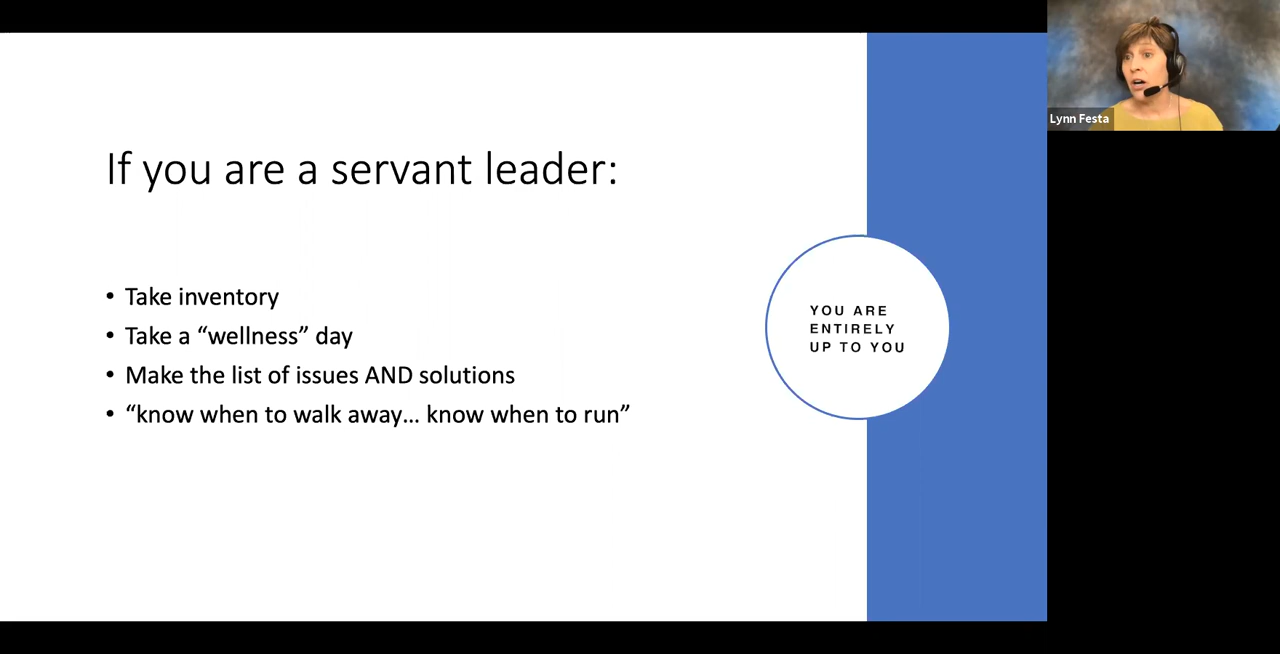 If you are a servant leader:
• Take inventory
• Take a “wellness” day
• Make the list of issues AND solutions
• “know when to walk away... know when to run”
YOU ARE
ENTIRELY
UP TO YOU
Lynn Festa